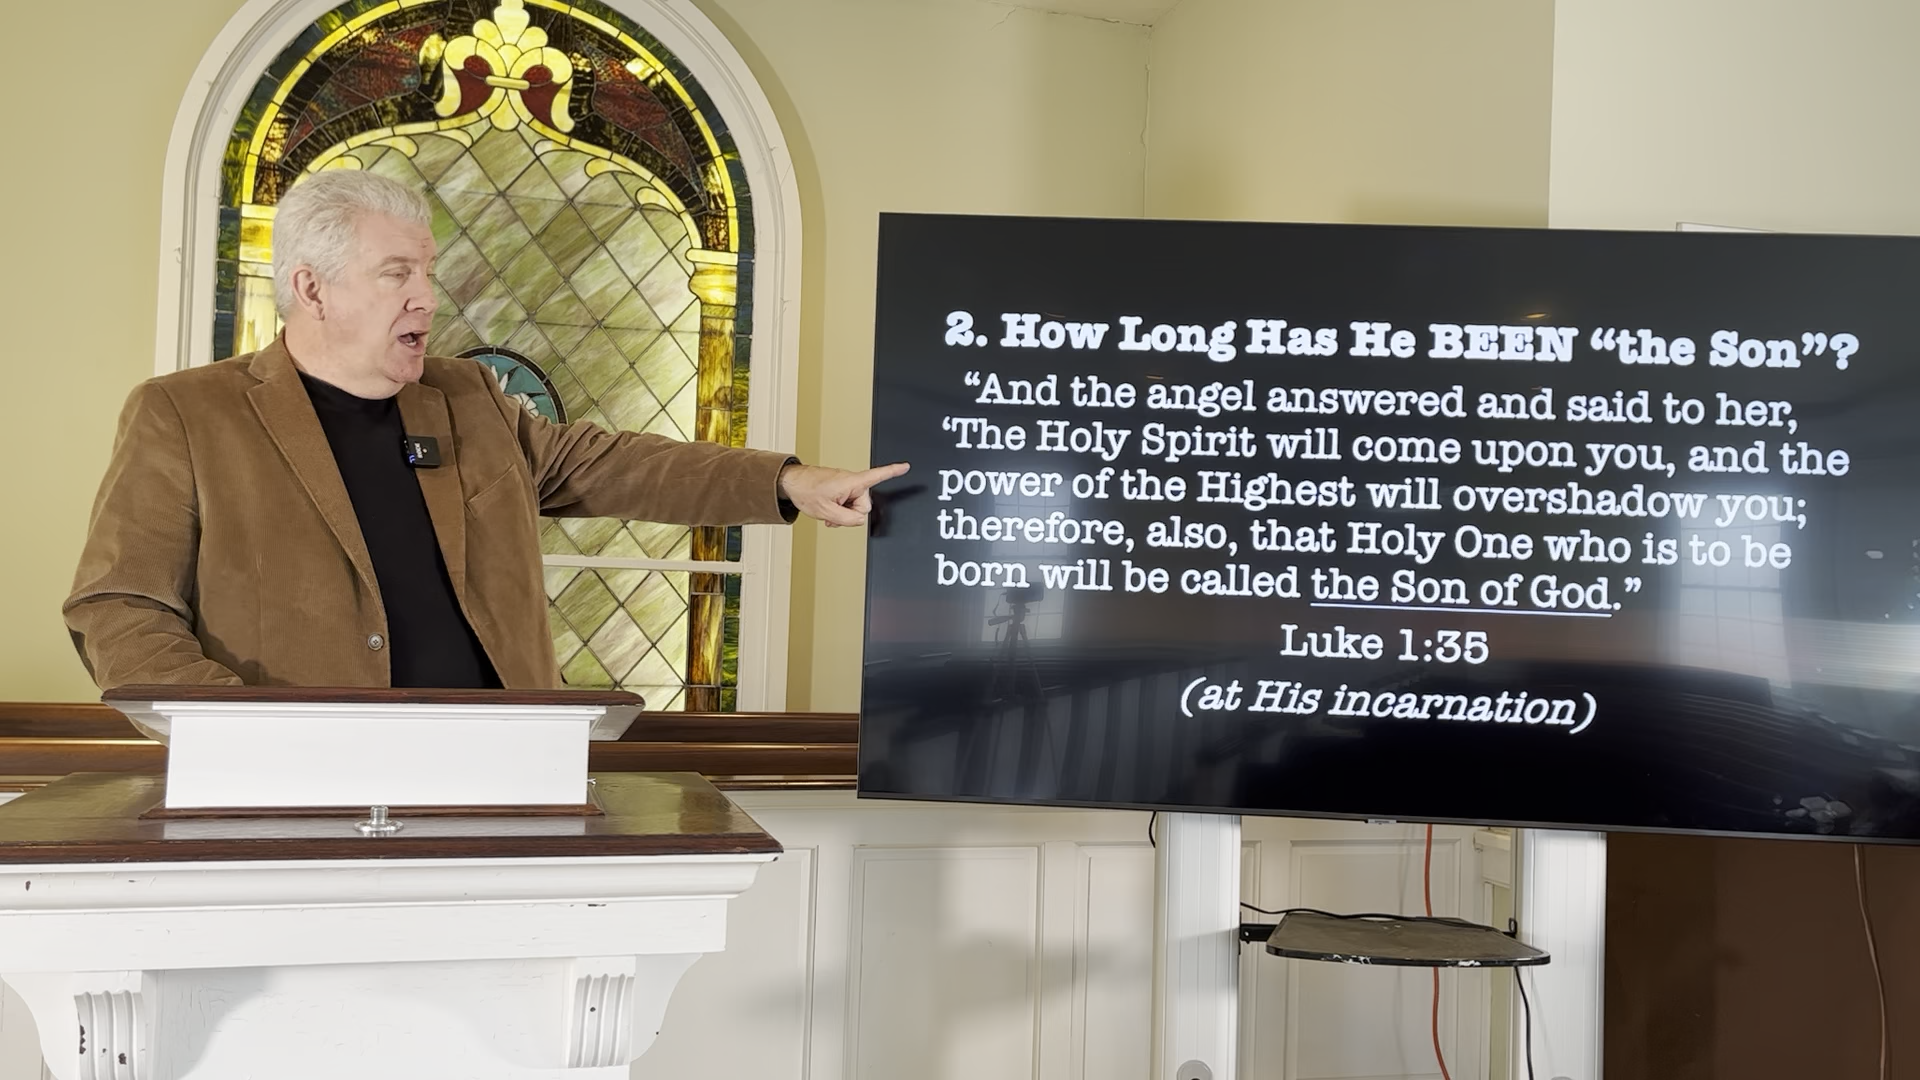 2. How Long Has He BEEN “the Son”?
“And the angel answered and said to her,
‘The Holy Spirit will come upon you, and the
power of the Highest will overshadow you;
therefore, also, that Holy One who is to be
born will be called the Son of God.”
Luke 1:35
(at His incarnation)